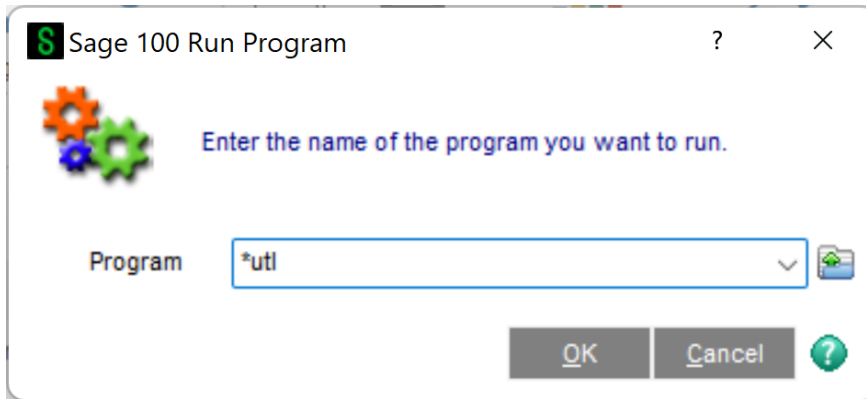 Sage 100 Run Program ?
Enter the name of the program you want to run.
Program *utl
OK Cancel ?